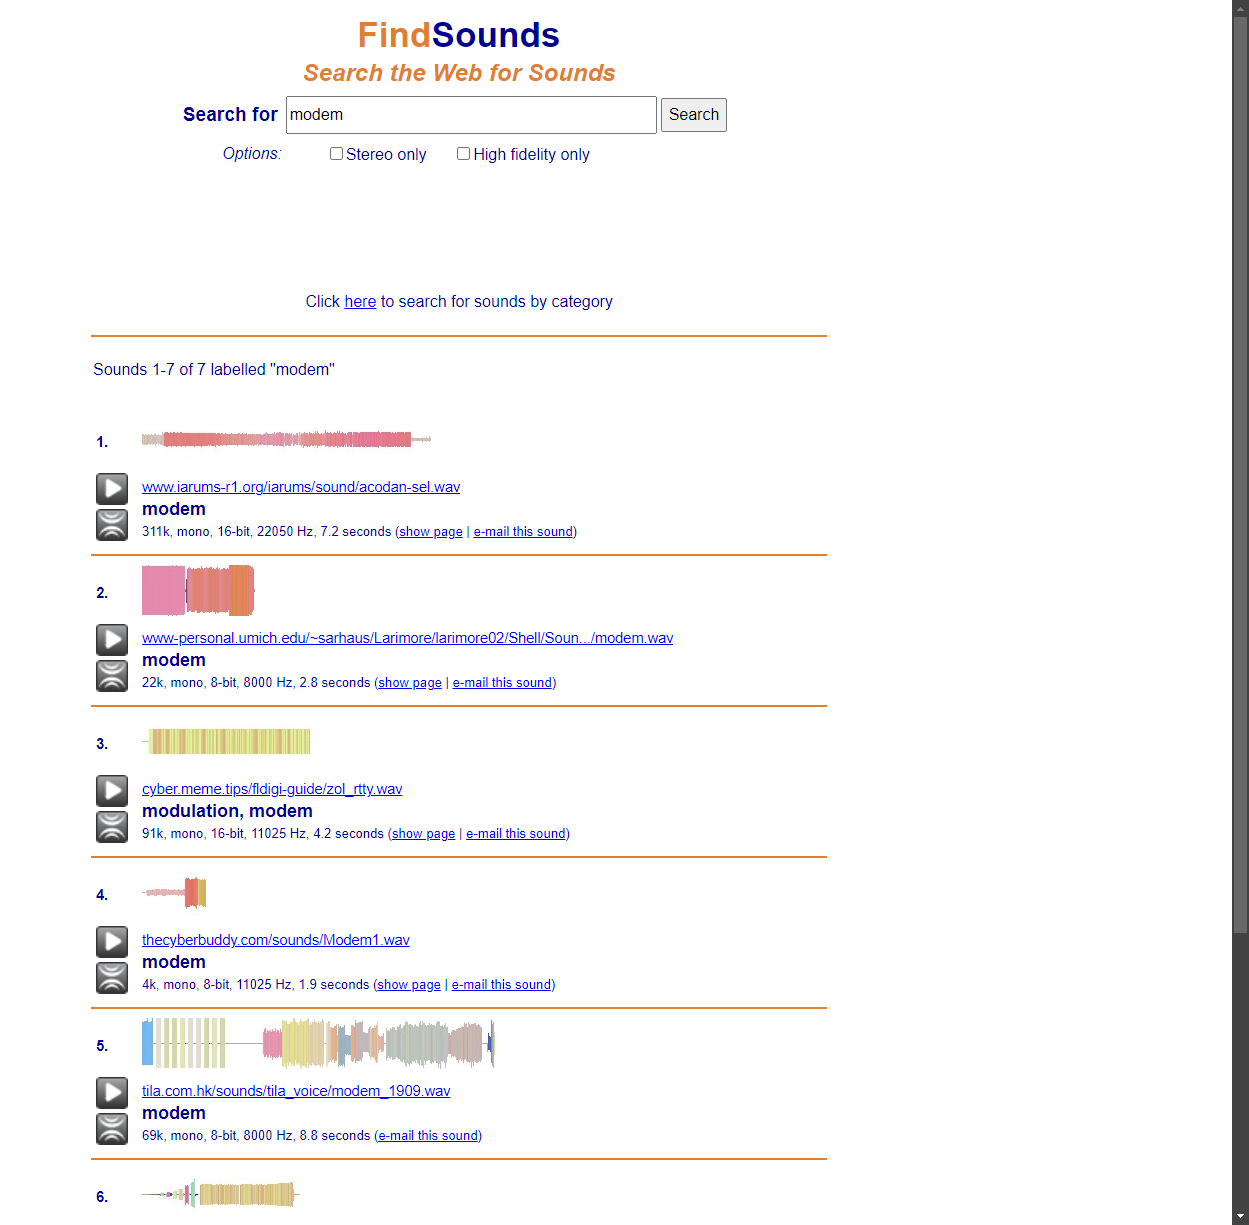 FindSounds
Search the Web for Sounds
Search for modem Search
Options: Stereo only High fidelity only
Click here to search for sounds by category
Sounds 1-7 of 7 labelled "modem"
1.
www.iarums-r1.org/iarums/sound/acodan-sel.wav
modem
311k, mono, 16-bit, 22050 Hz, 7.2 seconds (show page | e-mail this sound)
2.
www-personal.umich.edu/~sarhaus/Larimore/larimore02/Shell/Soun.../modem.wav
modem
22k, mono, 8-bit, 8000 Hz, 2.8 seconds (show page | e-mail this sound)
3.
cyber.meme.tips/fldigi-guide/zol_rtty.wav
modulation, modem
91k, mono, 16-bit, 11025 Hz, 4.2 seconds (show page | e-mail this sound)
4.
thecyberbuddy.com/sounds/Modem1.wav
modem
4k, mono, 8-bit, 11025 Hz, 1.9 seconds (show page | e-mail this sound)
5.
tila.com.hk/sounds/tila_voice/modem_1909.wav
modem
69k, mono, 8-bit, 8000 Hz, 8.8 seconds (e-mail this sound)
6.